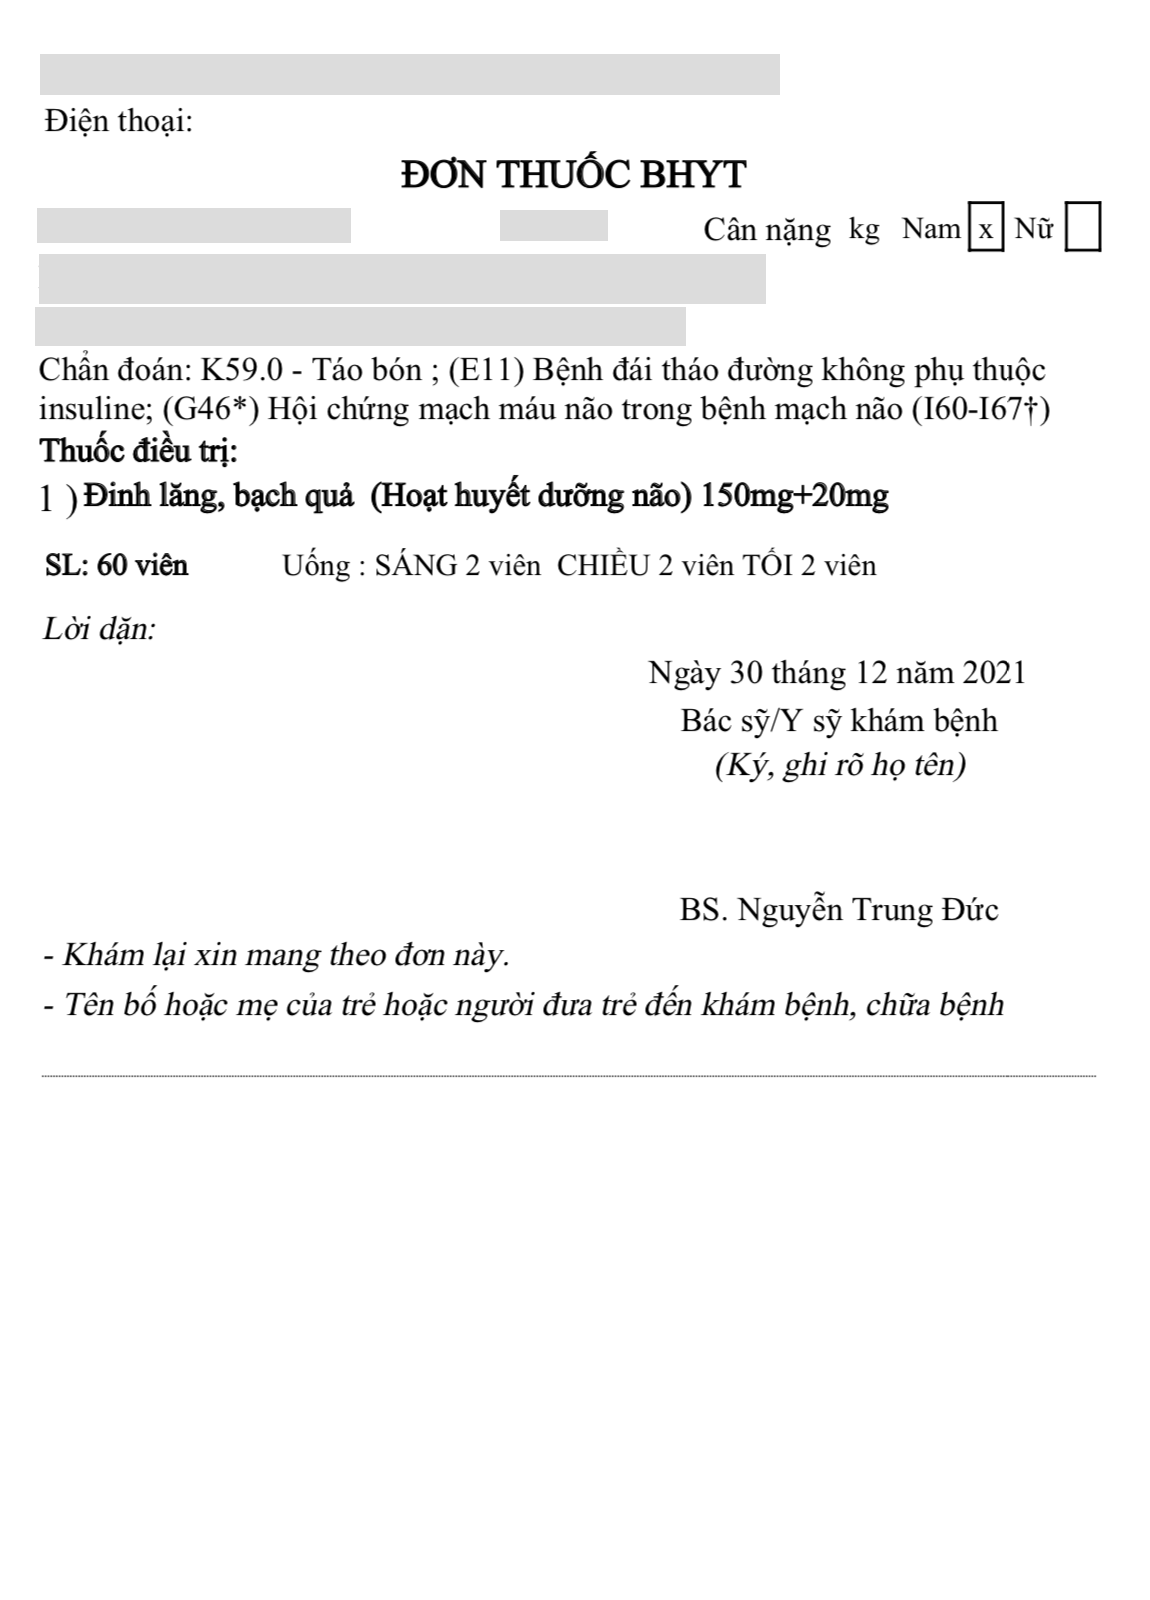 Điện thoại:
ĐƠN THUỐC BHYT
Cân nặng kg Nam x Nữ
Chẩn đoán: K59.0 - Táo bón ; (E11) Bệnh đái tháo đường không phụ thuộc
insuline; (G46*) Hội chứng mạch máu não trong bệnh mạch não (I60-I67†)
Thuốc điều trị:
1 ) Đinh lăng, bạch quả (Hoạt huyết dưỡng não) 150mg+20mg
SL: 60 viên Uống : SÁNG 2 viên CHIỀU 2 viên TỐI 2 viên
Lời dặn:
Ngày 30 tháng 12 năm 2021
Bác sỹ/Y sỹ khám bệnh
(Ký, ghi rõ họ tên)
BS. Nguyễn Trung Đức
- Khám lại xin mang theo đơn này.
- Tên bố hoặc mẹ của trẻ hoặc người đưa trẻ đến khám bệnh, chữa bệnh